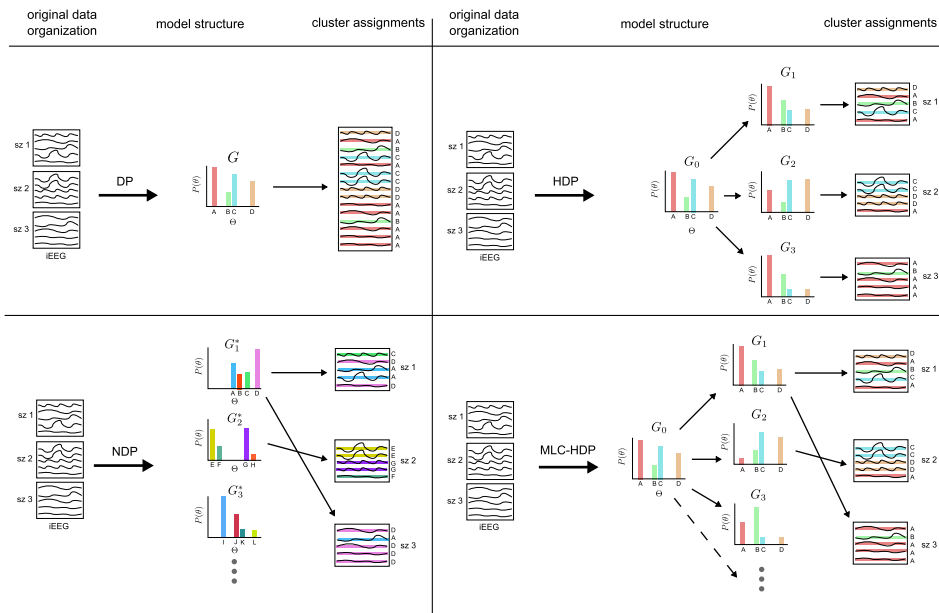 original data
organization
model structure
cluster assignments
original data
organization
model structure
cluster assignments
sz 1
sz 2
sz 3
iEEG
DP
G
P(θ)
A B C D
Θ
D
A
B
C
A
C
C
D
D
A
A
B
A
A
A
sz 1
sz 2
sz 3
iEEG
HDP
G₀
P(θ)
A B C D
Θ
G₁
P(θ)
A B C D
G₂
P(θ)
A B C D
G₃
P(θ)
A B C D
D
A
B
C
A
sz 1
C
C
D
D
A
sz 2
A
B
A
A
A
sz 3
sz 1
sz 2
sz 3
iEEG
NDP
G₁*
P(θ)
A B C D
Θ
G₂*
P(θ)
E F G H
Θ
G₃*
P(θ)
I J K L
Θ
C
D
A
A
D
sz 1
E
E
G
G
F
sz 2
D
A
D
D
D
sz 3
sz 1
sz 2
sz 3
iEEG
MLC-HDP
G₀
P(θ)
A B C D
Θ
G₁
P(θ)
A B C D
G₂
P(θ)
A B C D
G₃
P(θ)
A B C D
D
A
B
C
A
sz 1
C
C
D
D
A
sz 2
A
B
A
A
A
sz 3